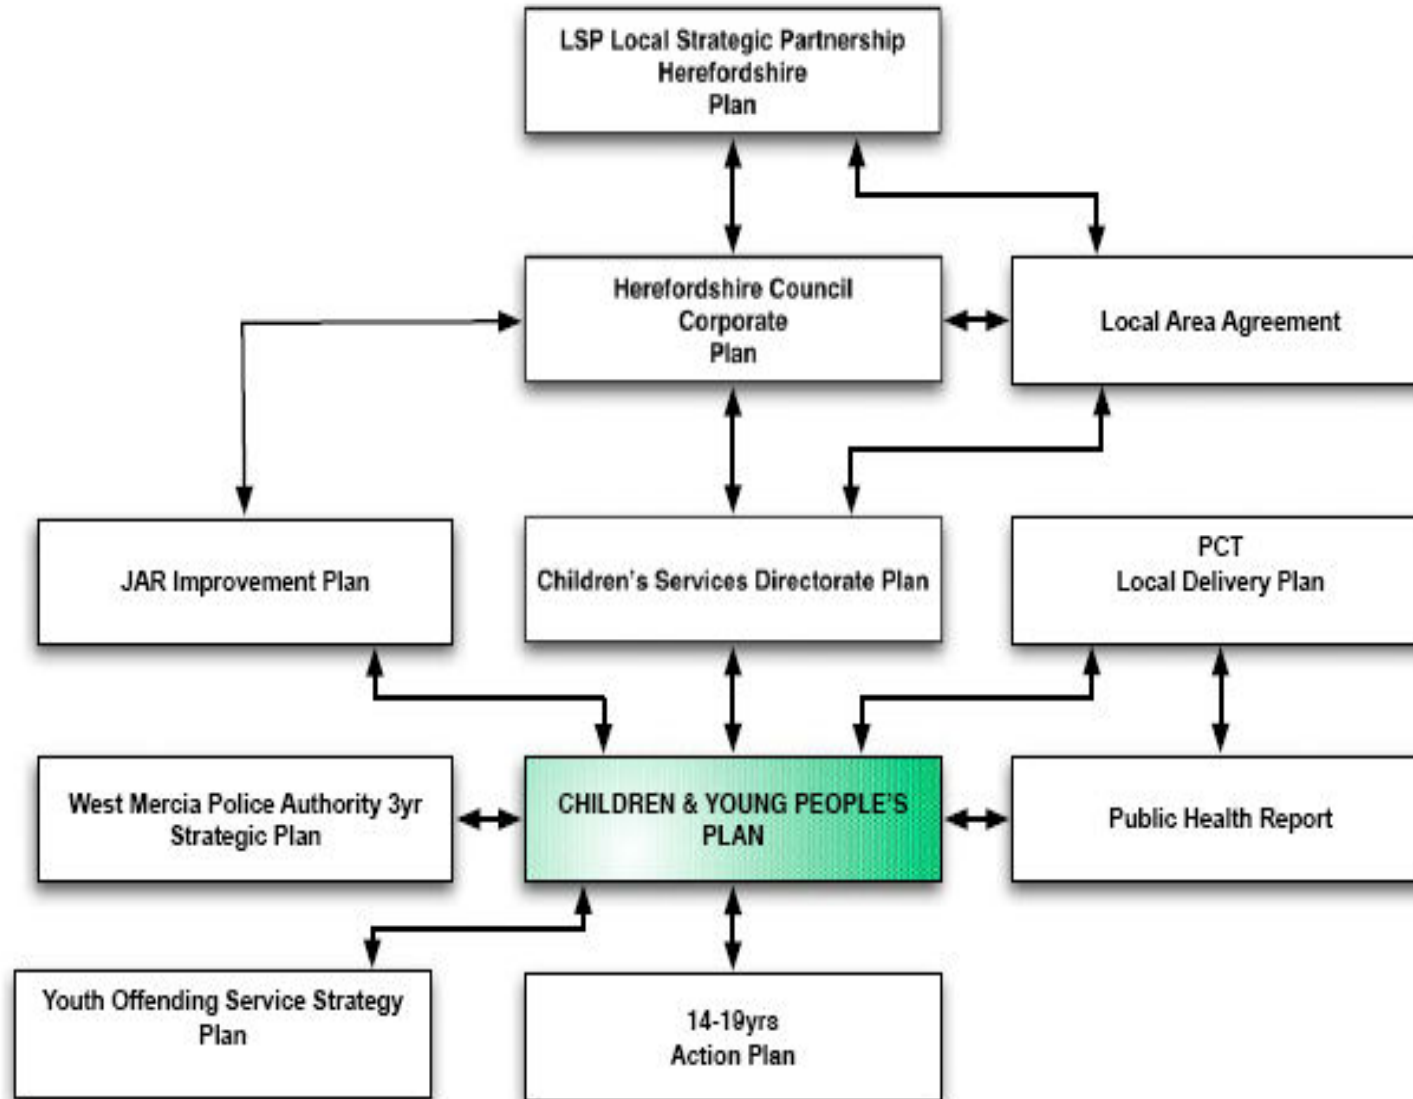 LSP Local Strategic Partnership
Herefordshire
Plan
Herefordshire Council
Corporate
Plan
Local Area Agreement
JAR Improvement Plan
Children's Services Directorate Plan
PCT
Local Delivery Plan
West Mercia Police Authority 3yr
Strategic Plan
CHILDREN & YOUNG PEOPLE'S
PLAN
Public Health Report
Youth Offending Service Strategy
Plan
14-19yrs
Action Plan